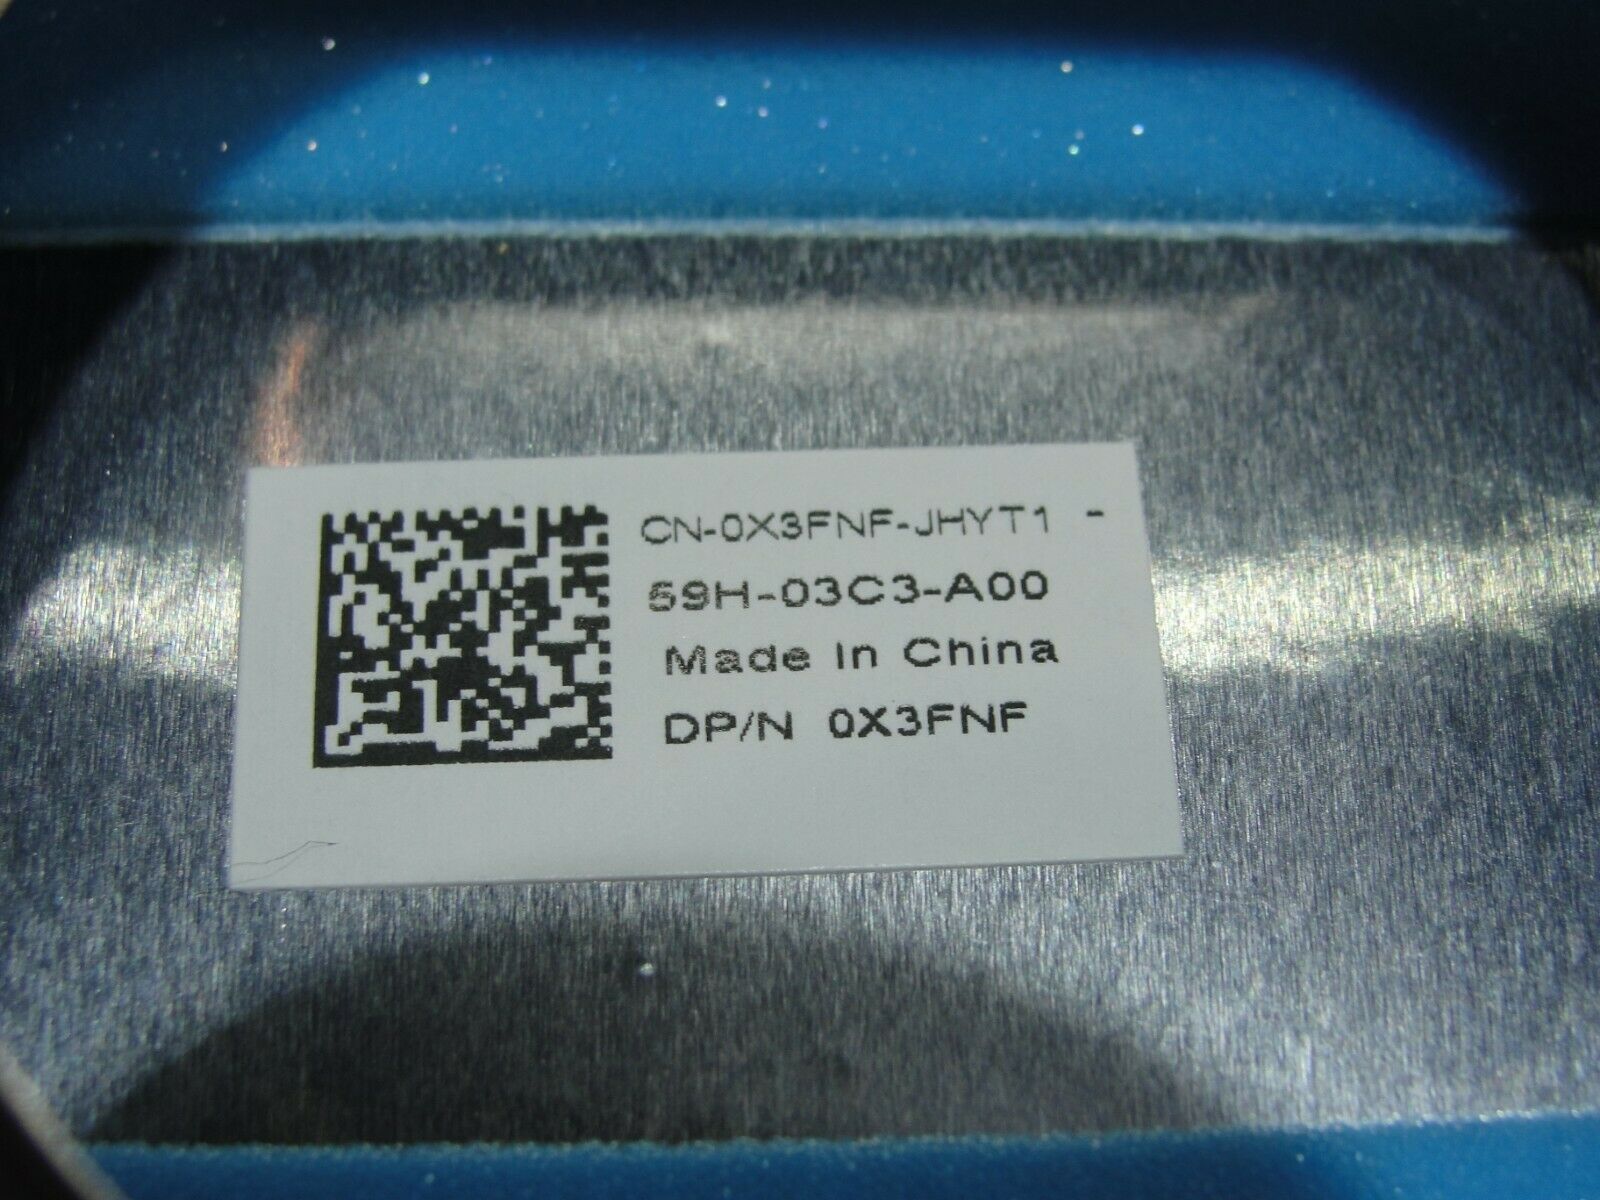 CN-0X3FNF-JHYT1 -
59H-03C3-A00
Made in China
DP/N 0X3FNF